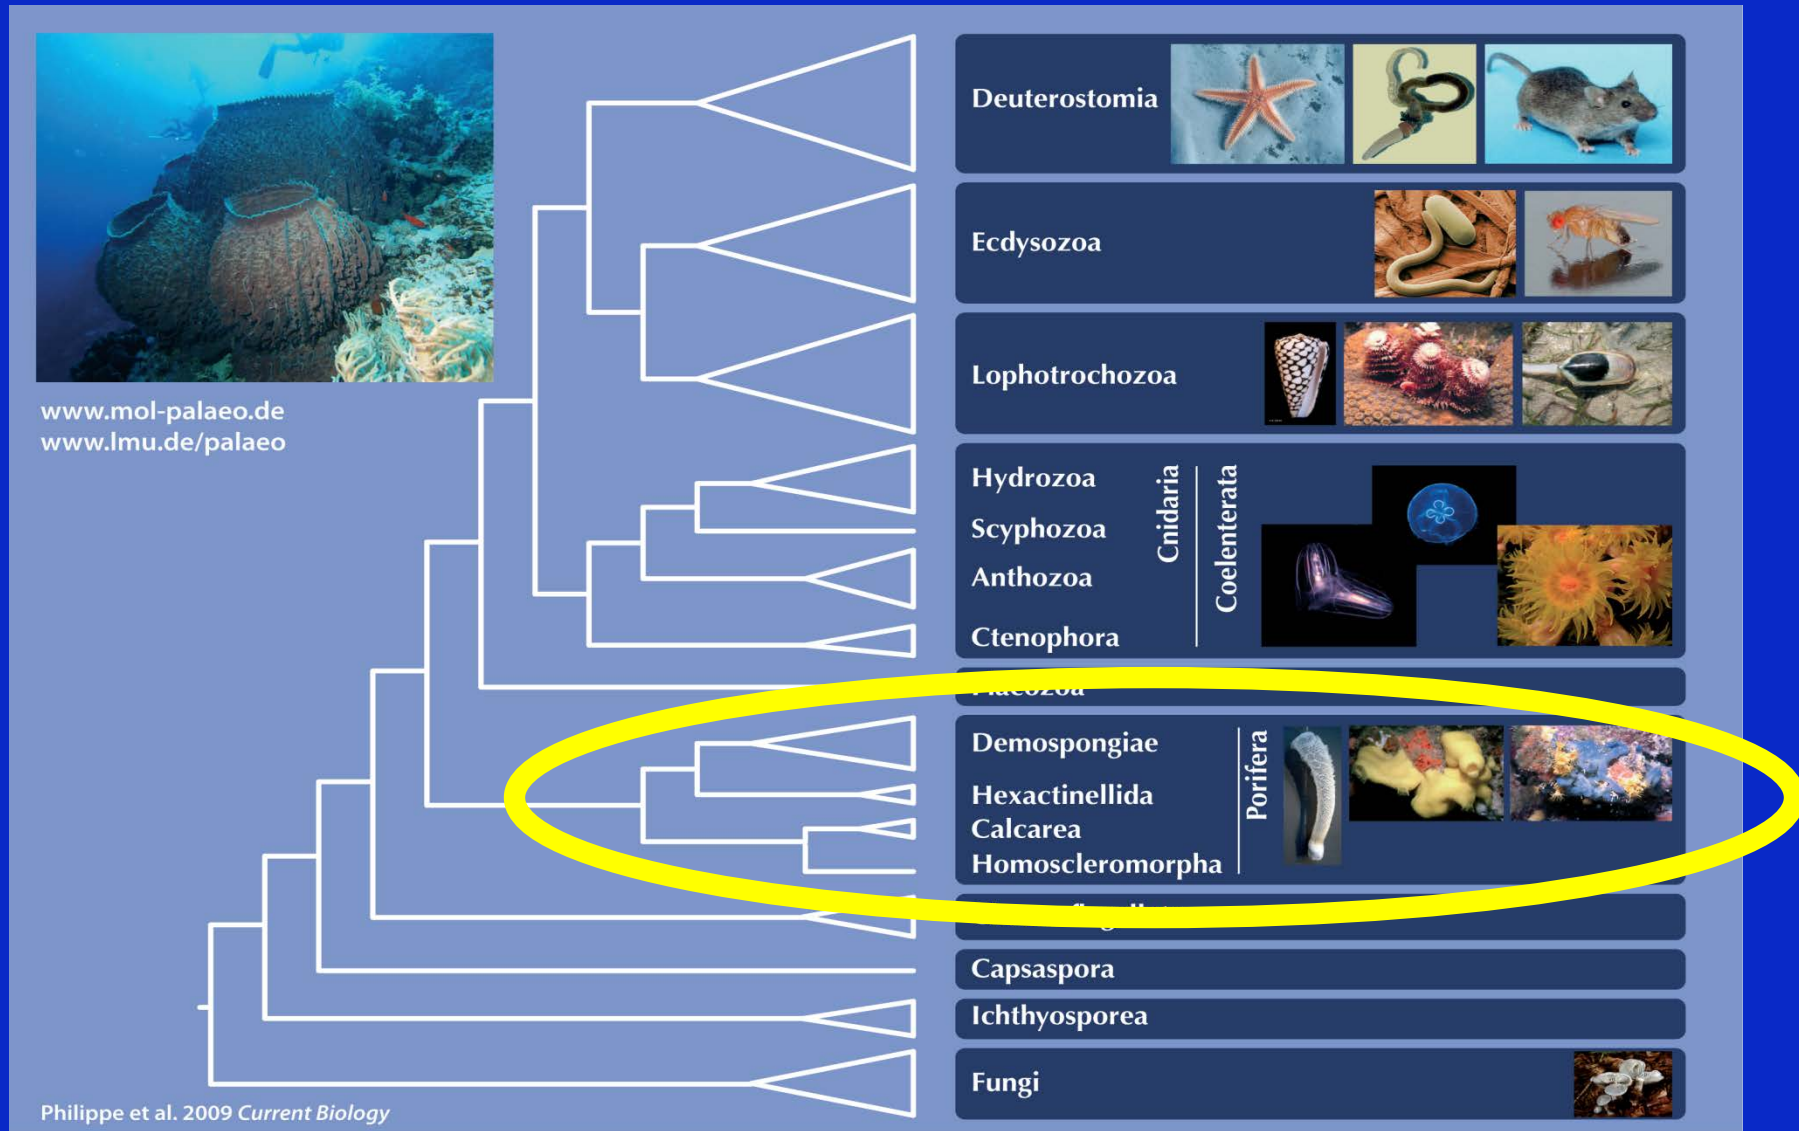 www.mol-palaeo.de
www.lmu.de/palaeo
Deuterostomia
Ecdysozoa
Lophotrochozoa
Hydrozoa
Scyphozoa
Anthozoa
Ctenophora
Cnidaria
Coelenterata
Placozoa
Demospongiae
Hexactinellida
Calcarea
Homoscleromorpha
Porifera
Capsaspora
Ichthyosporea
Fungi
Philippe et al. 2009 Current Biology